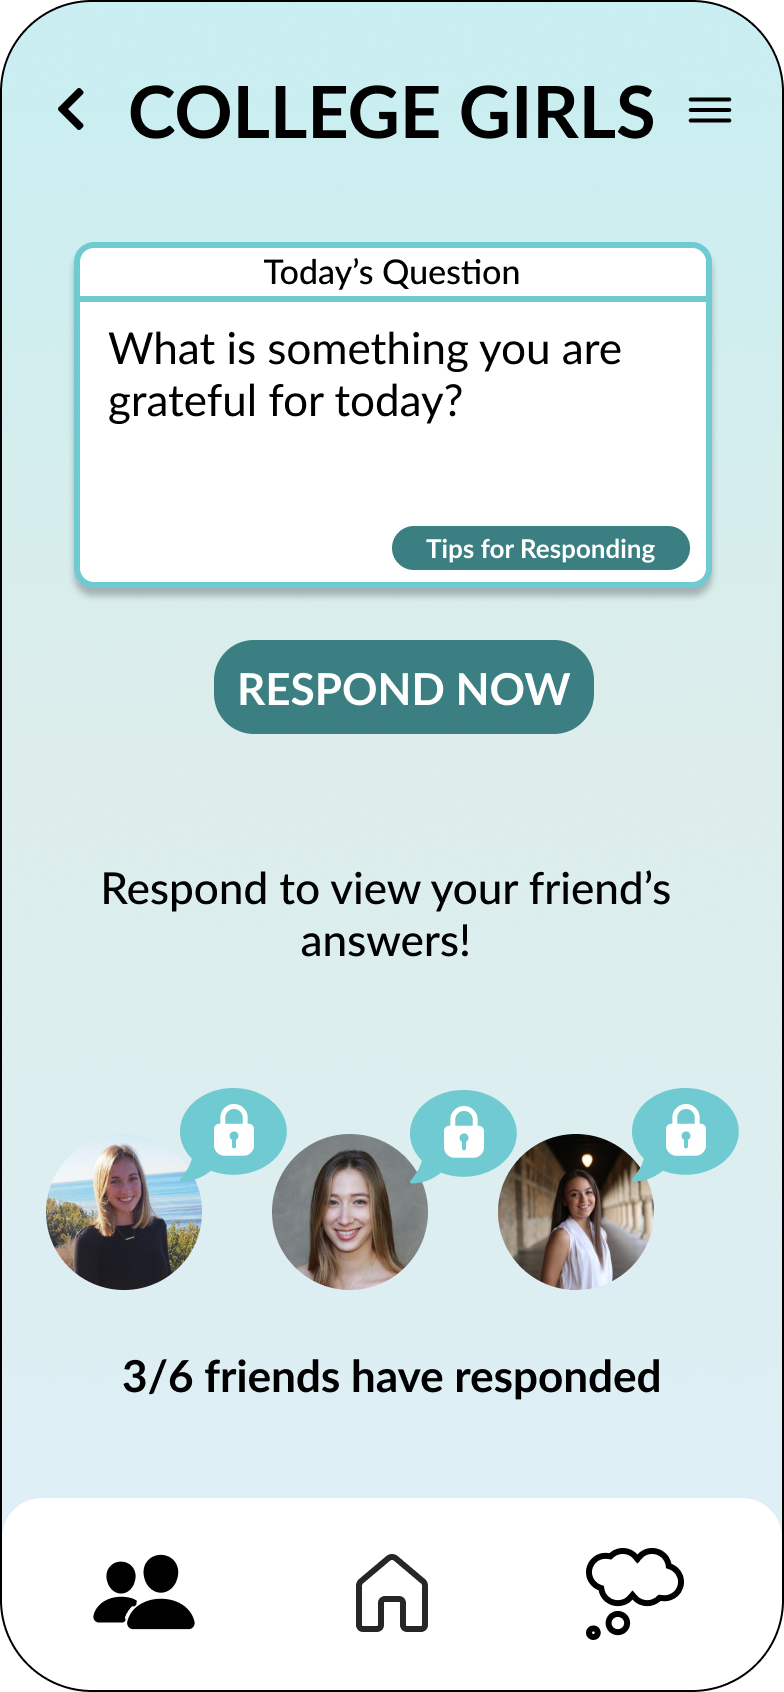 COLLEGE GIRLS
Today’s Question
What is something you are
grateful for today?
Tips for Responding
RESPOND NOW
Respond to view your friend’s
answers!
3/6 friends have responded